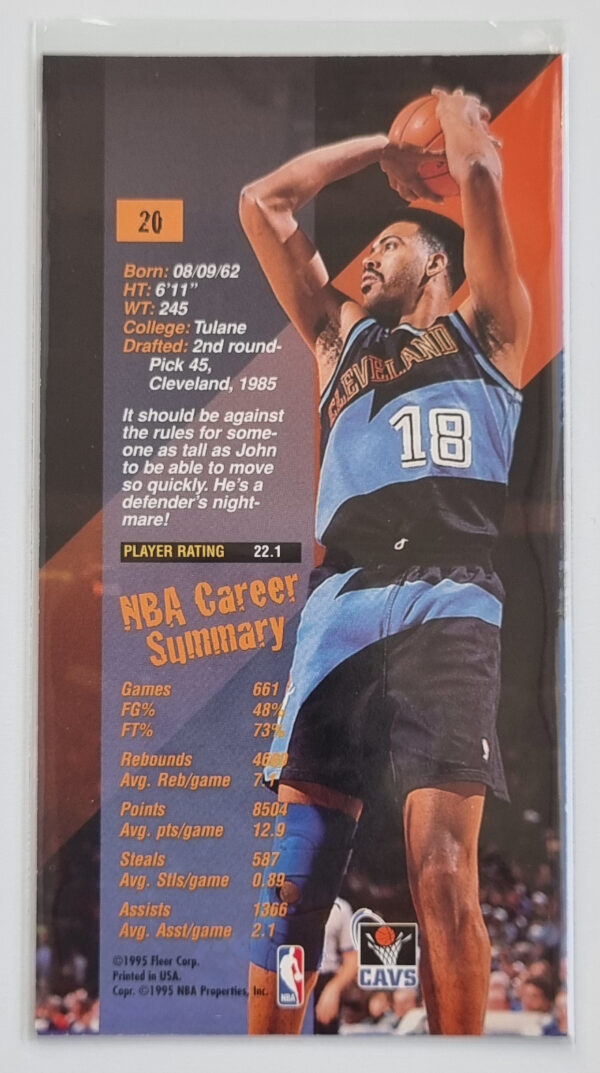 20
Born: 08/09/62
HT: 6'11"
WT: 245
College: Tulane
Drafted: 2nd round-
Pick 45,
Cleveland, 1985
It should be against
the rules for some-
one as tall as John
to be able to move
so quickly. He's a
defender's night-
mare!
PLAYER RATING 22.1
NBA Career
Summary
Games 661
FG% 48%
FT% 73%
Rebounds
Avg. Reb/game 7.1
Points 8504
Avg. pts/game 12.9
Steals 587
Avg. Stls/game 0.89
Assists 1366
Avg. Asst/game 2.1
©1995 Fleer Corp.
Printed in USA.
Copr. ©1995 NBA Properties, Inc.
NBA
CAVS
CLEVELAND
18